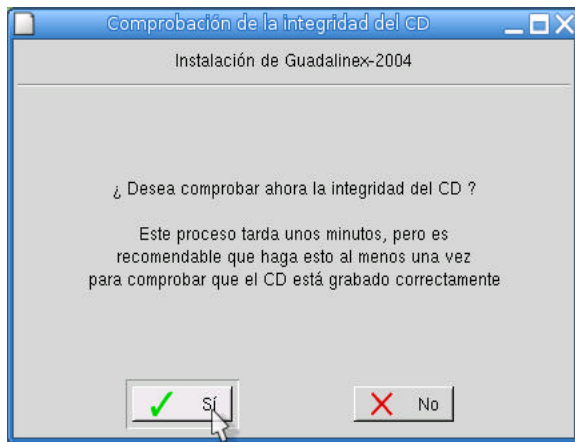 Comprobación de la integridad del CD
Instalación de Guadalinex-2004
¿ Desea comprobar ahora la integridad del CD ?
Este proceso tarda unos minutos, pero es
recomendable que haga esto al menos una vez
para comprobar que el CD está grabado correctamente
Sí
No